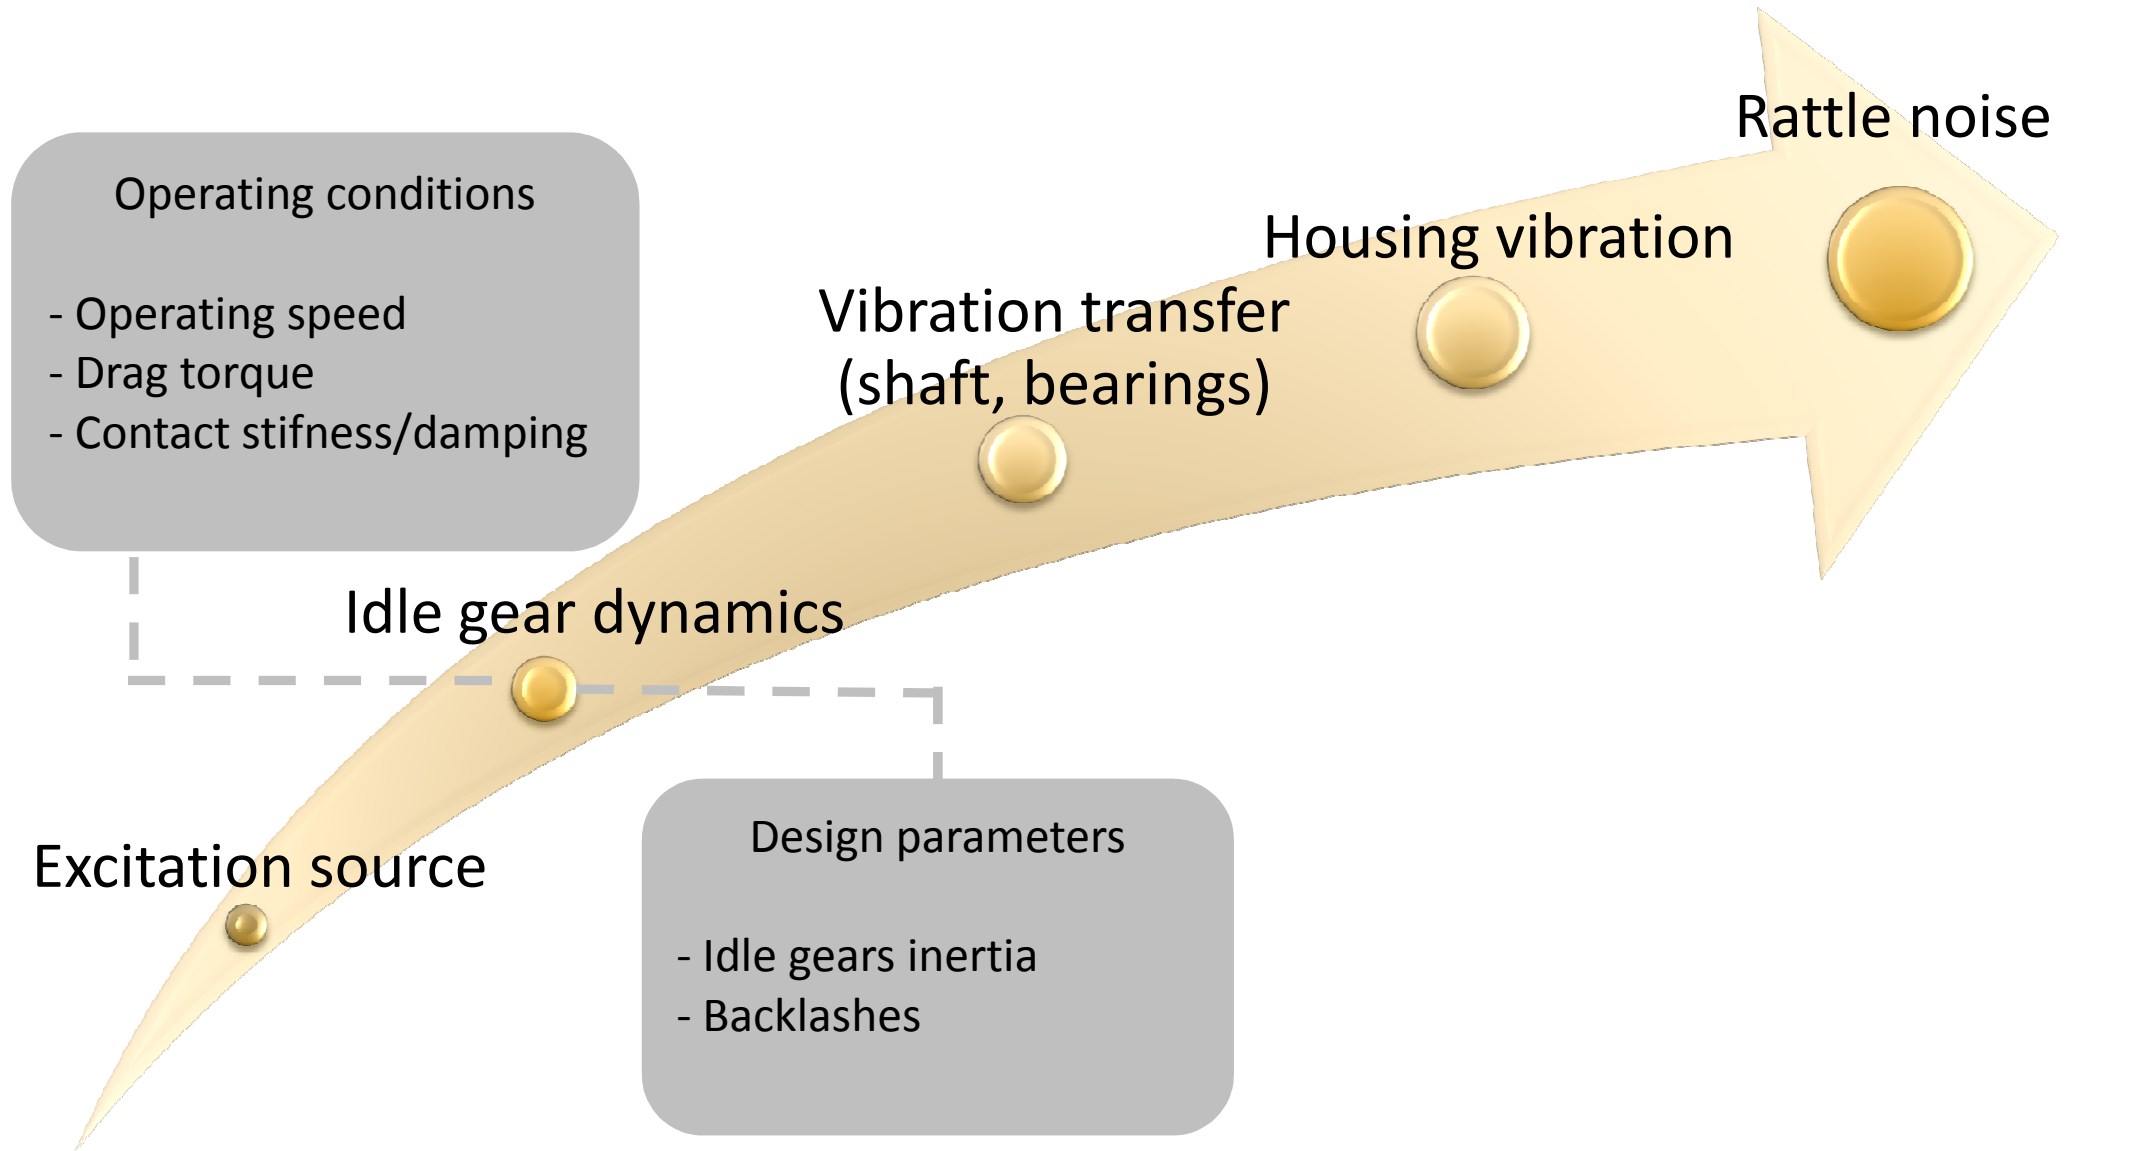 Rattle noise
Operating conditions
- Operating speed
- Drag torque
- Contact stifness/damping
Housing vibration
Vibration transfer
(shaft, bearings)
Idle gear dynamics
Excitation source
Design parameters
- Idle gears inertia
- Backlashes